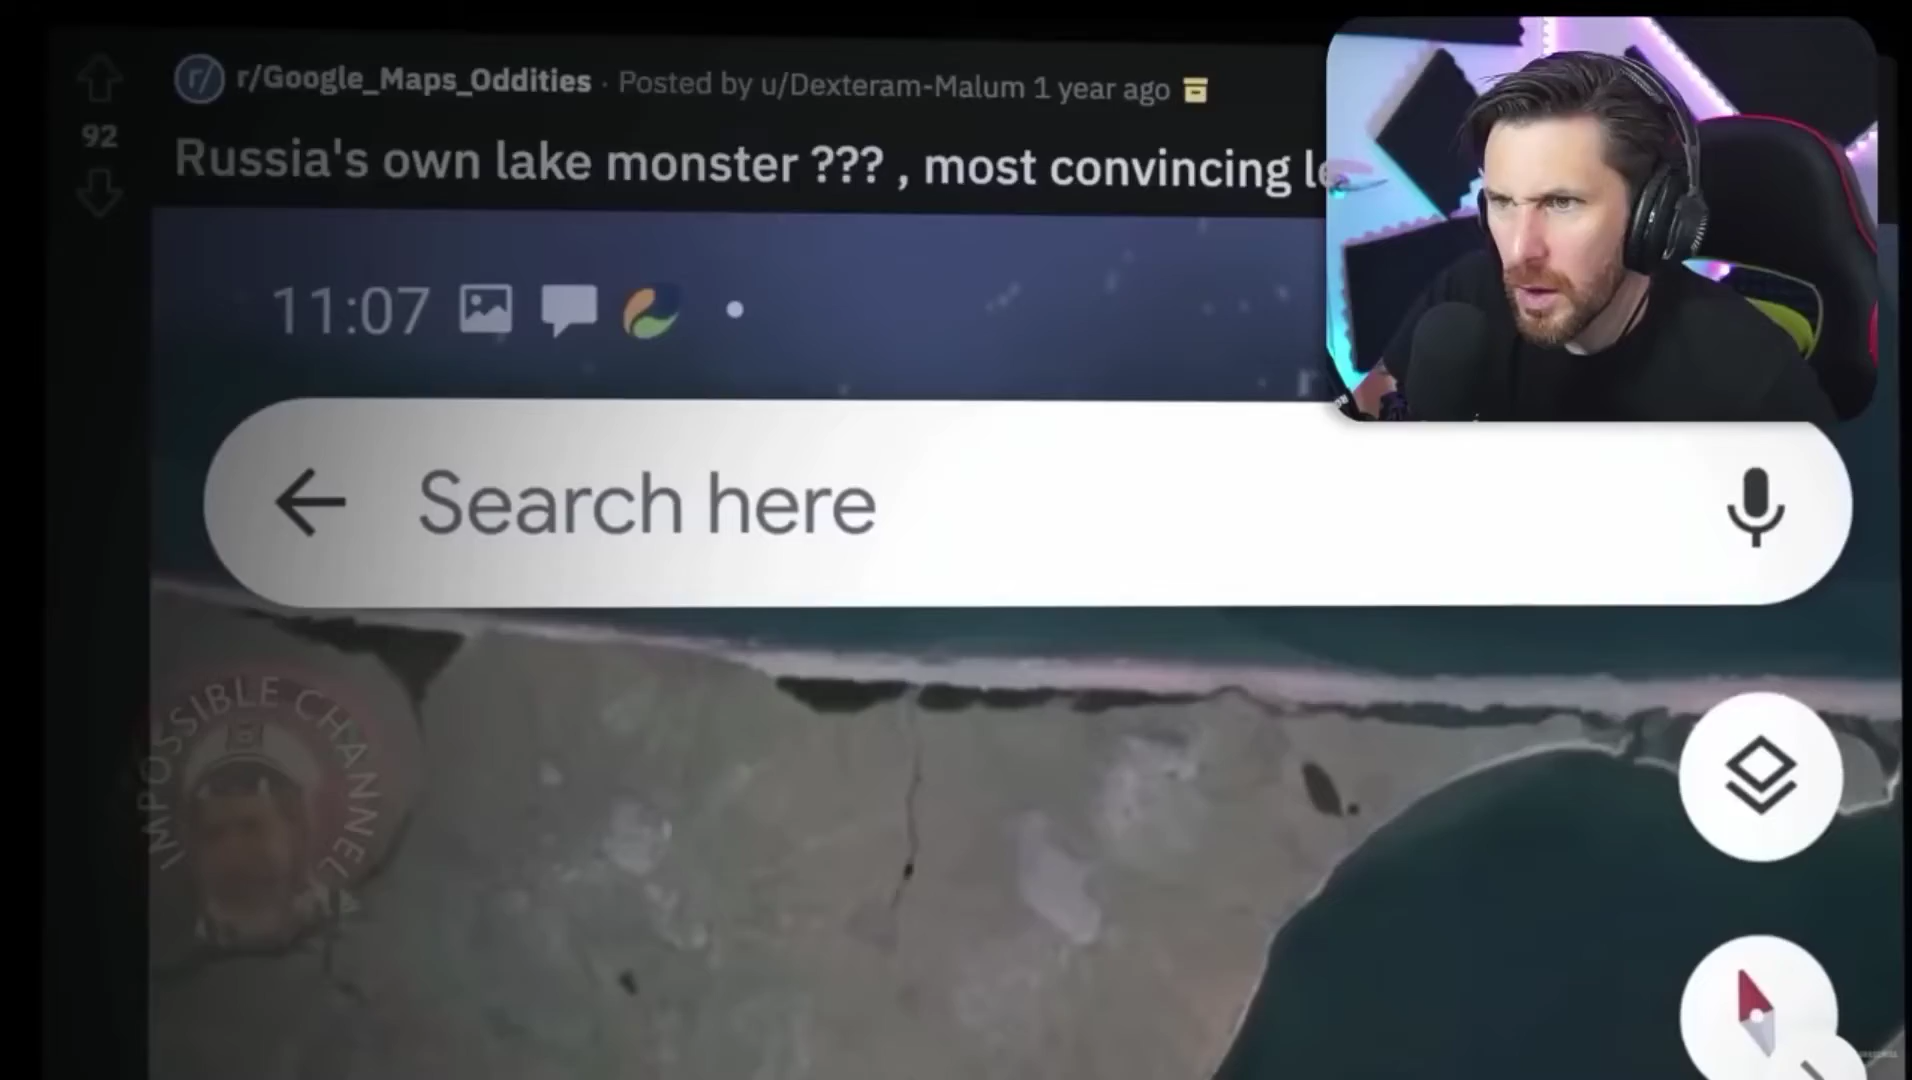 r/ r/Google_Maps_Oddities · Posted by u/Dexteram-Malum 1 year ago
92
Russia's own lake monster ??? , most convincing
11:07
Search here
IMPOSSIBLE CHANNEL